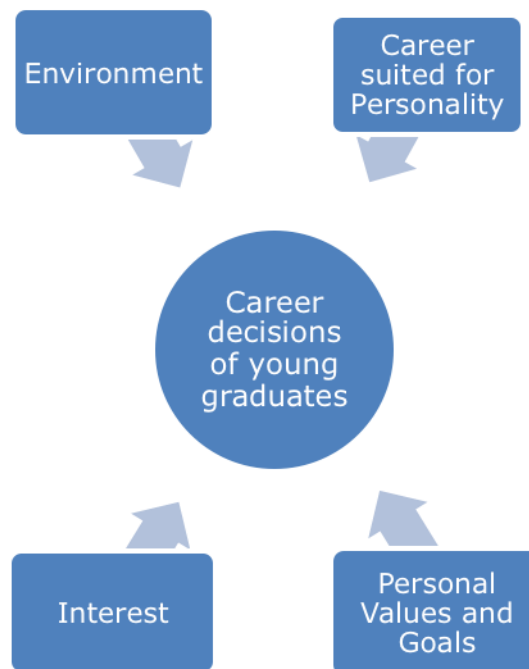 Environment
Career
suited for
Personality
Career
decisions
of young
graduates
Interest
Personal
Values and
Goals